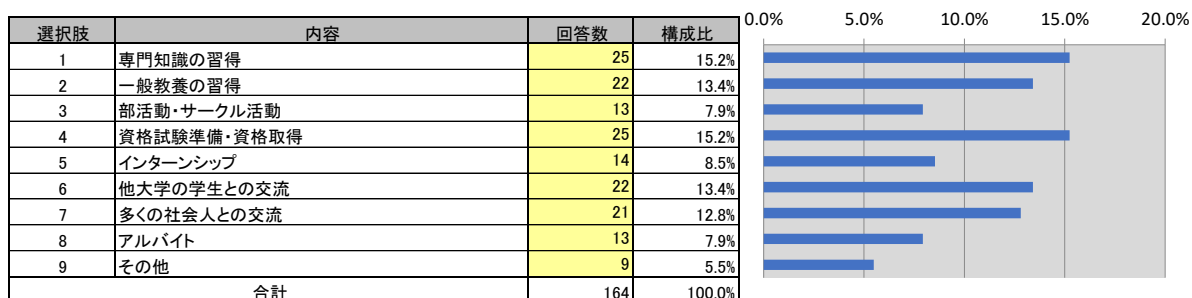 0.0% 5.0% 10.0% 15.0% 20.0%
選択肢 内容 回答数 構成比
1 専門知識の習得 25 15.2%
2 一般教養の習得 22 13.4%
3 部活動・サークル活動 13 7.9%
4 資格試験準備・資格取得 25 15.2%
5 インターンシップ 14 8.5%
6 他大学の学生との交流 22 13.4%
7 多くの社会人との交流 21 12.8%
8 アルバイト 13 7.9%
9 その他 9 5.5%
合計 164 100.0%